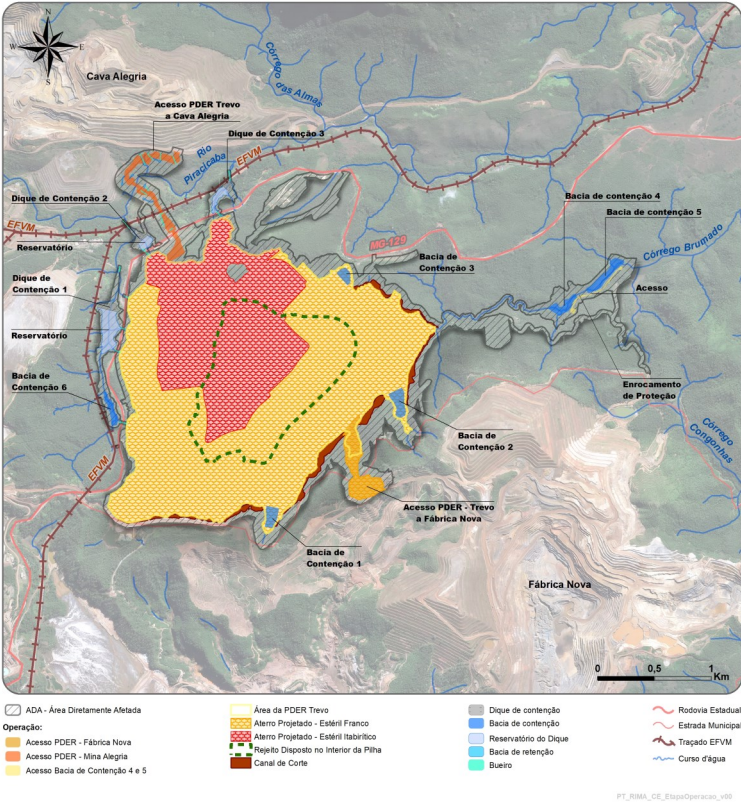 N
W
E
S
Cava Alegria
Córrego das Almas
Acesso PDER Trevo
a Cava Alegria
Rio
Piracicaba
EFVM
Dique de Contenção 3
Dique de Contenção 2
EFVM
Reservatório
Bacia de contenção 4
Bacia de contenção 5
MG-129
Córrego Brumado
Bacia de
Contenção 3
Dique de
Contenção 1
Acesso
Reservatório
Bacia de
Contenção 6
Enrocamento
de Proteção
Córrego
Congonhas
Bacia de
Contenção 2
EFVM
Acesso PDER - Trevo
a Fábrica Nova
Bacia de
Contenção 1
Fábrica Nova
0
0,5
1
Km
ADA - Área Diretamente Afetada
Operação:
Acesso PDER - Fábrica Nova
Acesso PDER - Mina Alegria
Acesso Bacia de Contenção 4 e 5
Área da PDER Trevo
Aterro Projetado - Estéril Franco
Aterro Projetado - Estéril Itabirítico
Rejeito Disposto no Interior da Pilha
Canal de Corte
Dique de contenção
Bacia de contenção
Reservatório do Dique
Bacia de retenção
Bueiro
Rodovia Estadual
Estrada Municipal
Traçado EFVM
Curso d'água
PT_RIMA_CE_EtapaOperacao_v00